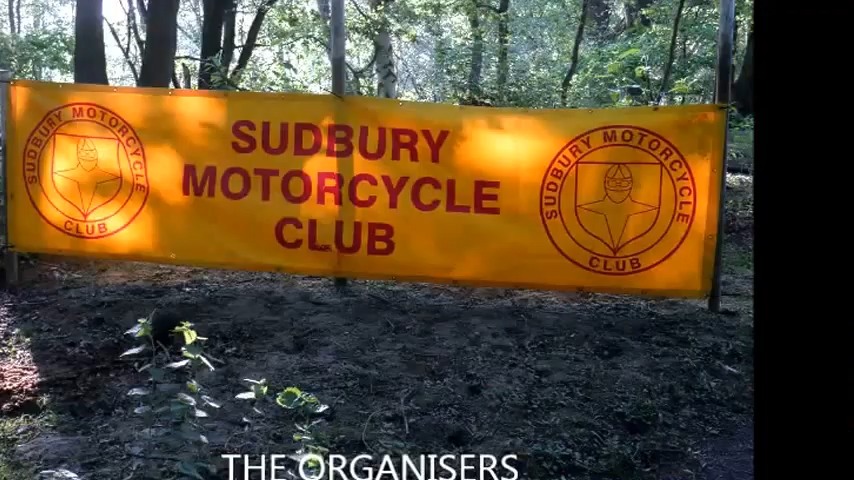 SUDBURY MOTORCYCLE
CLUB
SUDBURY
MOTORCYCLE
CLUB
SUDBURY MOTORCYCLE
CLUB
THE ORGANISERS